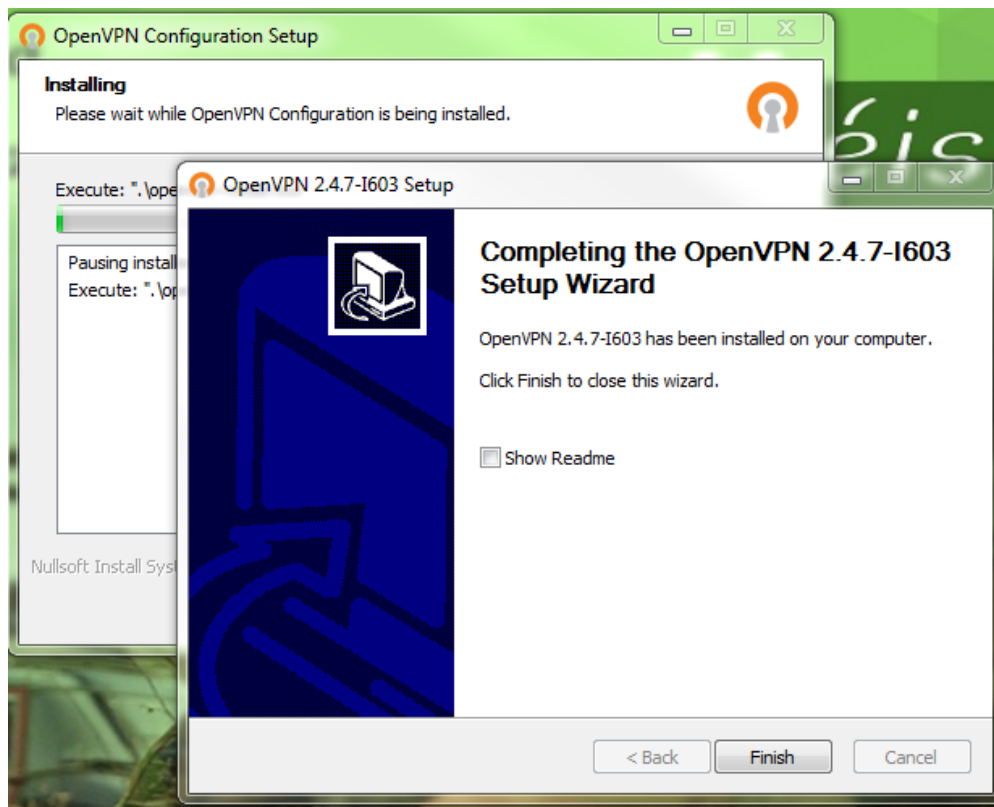 OpenVPN Configuration Setup
Installing
Please wait while OpenVPN Configuration is being installed.
Execute: ".\ope
Pausing install
Execute: ".\op
Nullsoft Install Sys
OpenVPN 2.4.7-I603 Setup
Completing the OpenVPN 2.4.7-I603
Setup Wizard
OpenVPN 2.4.7-I603 has been installed on your computer.
Click Finish to close this wizard.
Show Readme
< Back
Finish
Cancel